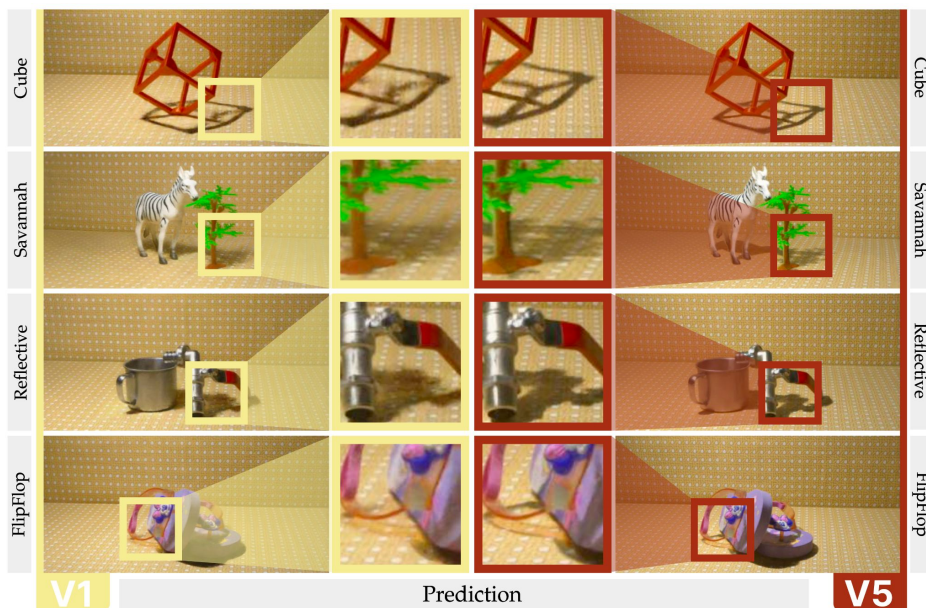 Cube
Cube
Savannah
Savannah
Reflective
Reflective
FlipFlop
FlipFlop
V1
Prediction
V5